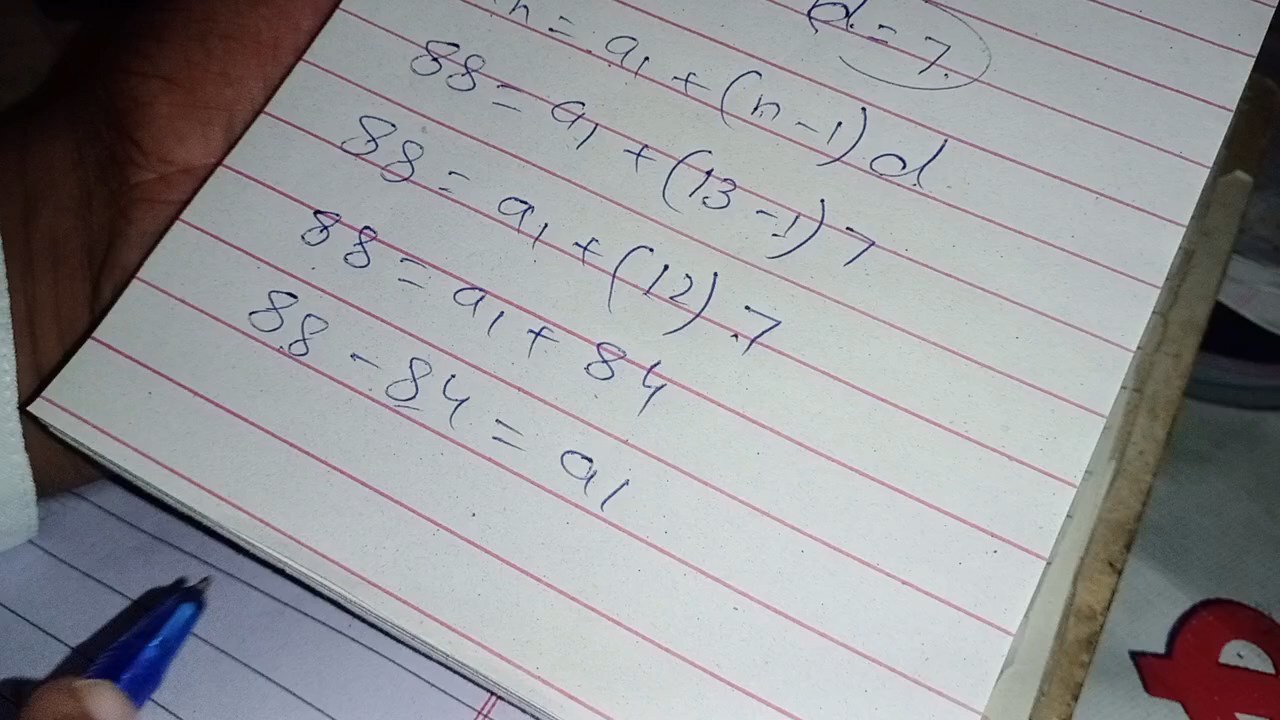 d = 7
n = a1 + (n - 1) d
88 = a1 + (13 - 1) 7
88 = a1 + (12) 7
88 = a1 + 84
88 - 84 = a1